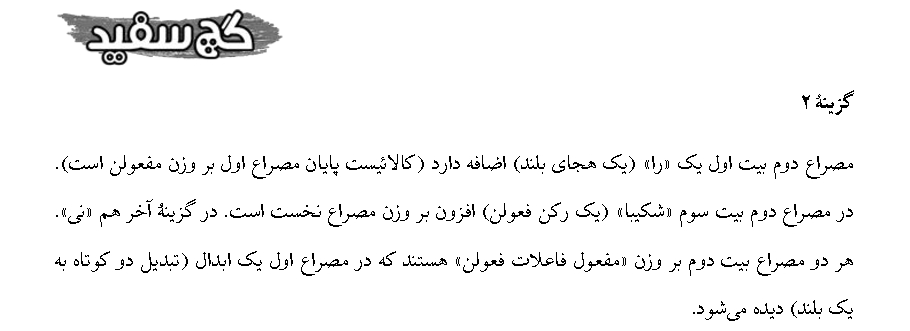 گچ سفید
گزینهٔ ۲
مصراع دوم بیت اول یک «را» (یک هجای بلند) اضافه دارد (کالائیست پایان مصراع اول بر وزن مفعولن است).
در مصراع دوم بیت سوم «شکیبا» (یک رکن فعولن) افزون بر وزن مصراع نخست است. در گزینهٔ آخر هم «نی».
هر دو مصراع بیت دوم بر وزن «مفعول فاعلات فعولن» هستند که در مصراع اول یک ابدال (تبدیل دو کوتاه به
یک بلند) دیده می‌شود.